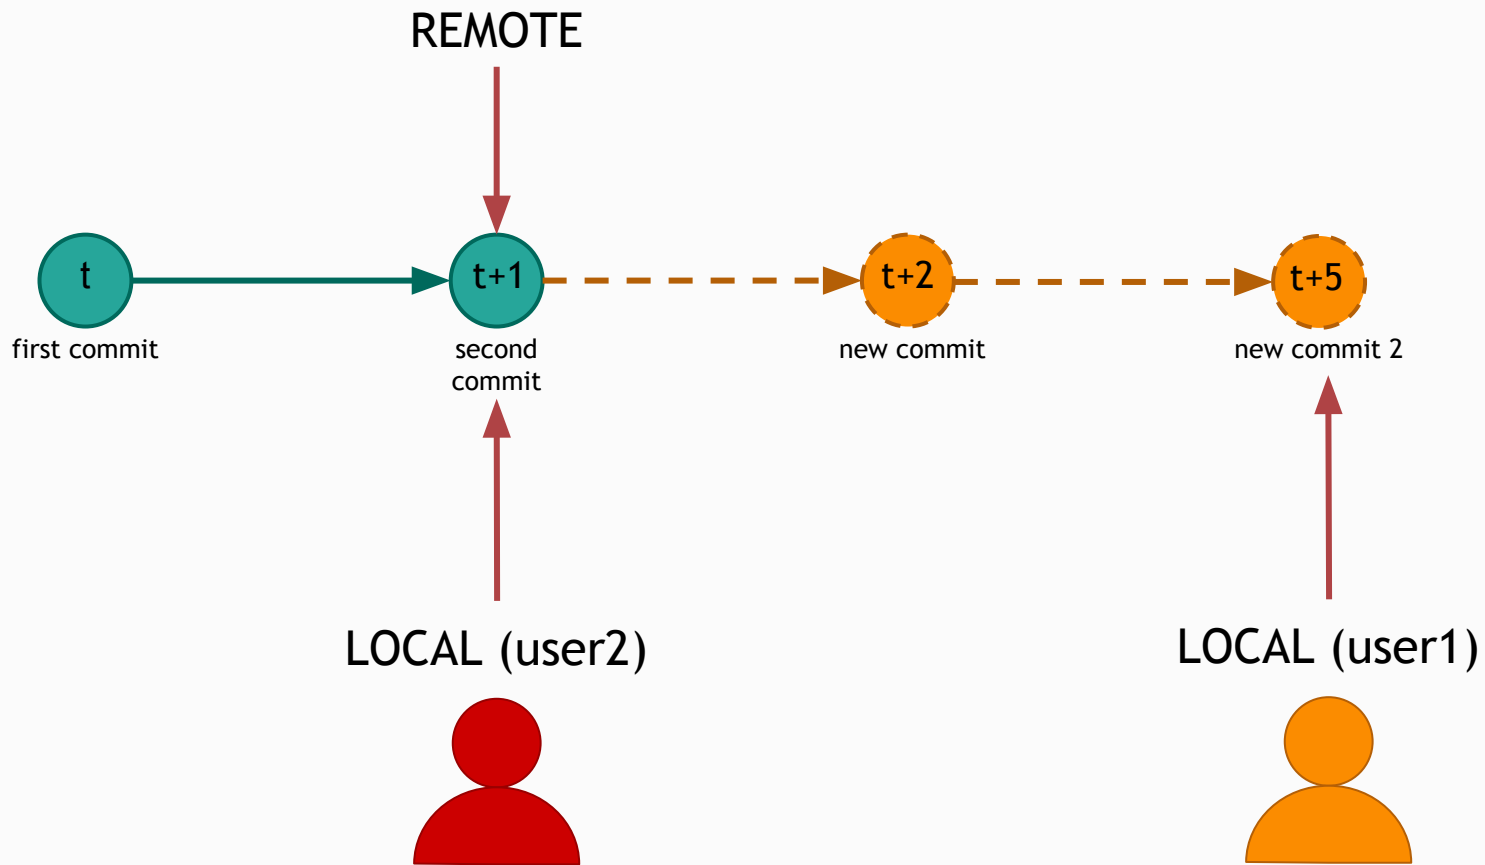 REMOTE
t
t+1
t+2
t+5
first commit
second
commit
new commit
new commit 2
LOCAL (user2)
LOCAL (user1)